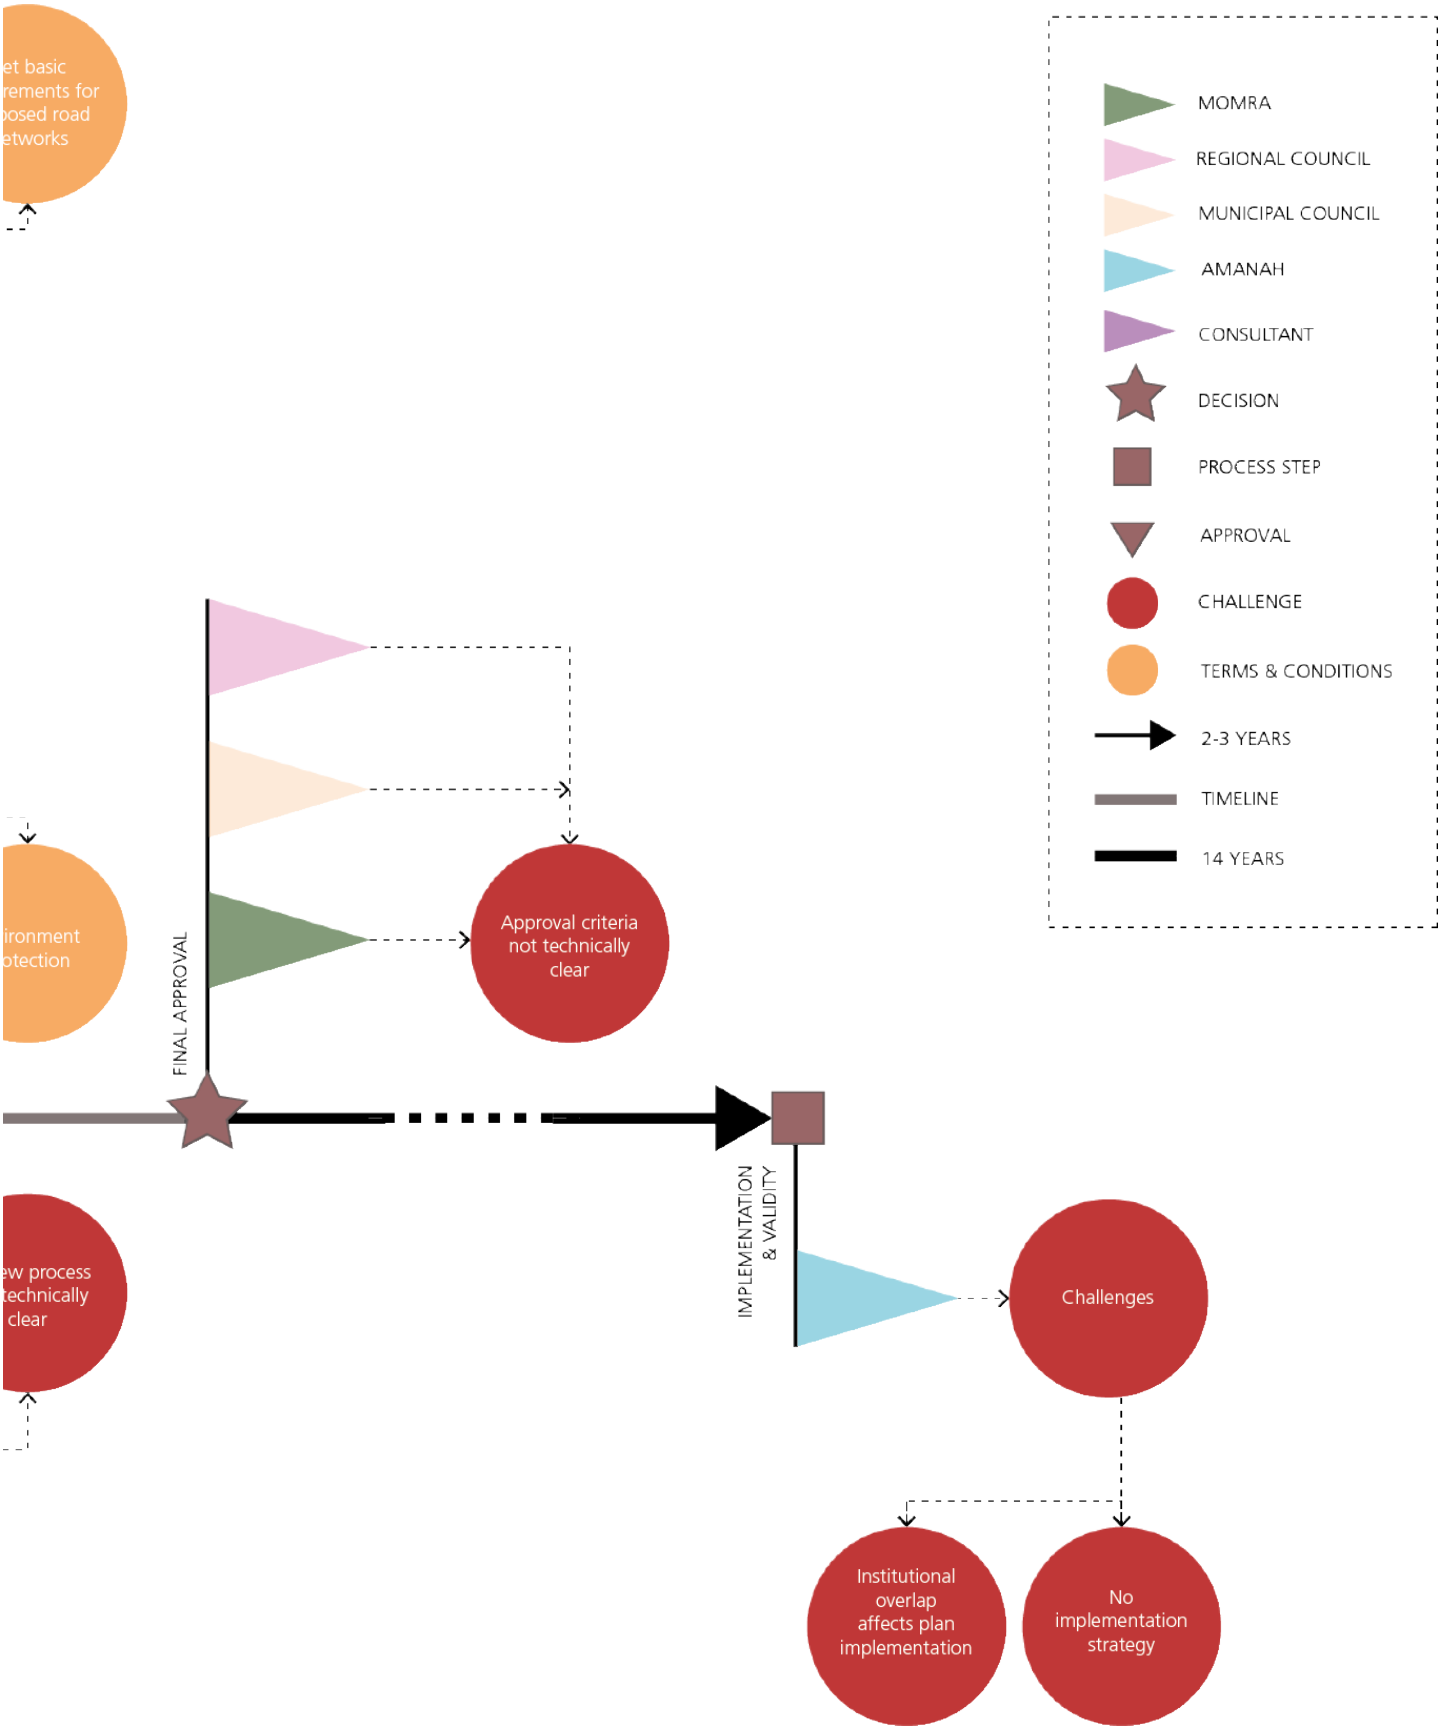 et basic
rements for
posed road
etworks
MOMRA
REGIONAL COUNCIL
MUNICIPAL COUNCIL
AMANAH
CONSULTANT
DECISION
PROCESS STEP
APPROVAL
CHALLENGE
TERMS & CONDITIONS
2-3 YEARS
TIMELINE
14 YEARS
ironment
otection
FINAL APPROVAL
Approval criteria
not technically
clear
ew process
technically
clear
IMPLEMENTATION
& VALIDITY
Challenges
Institutional
overlap
affects plan
implementation
No
implementation
strategy